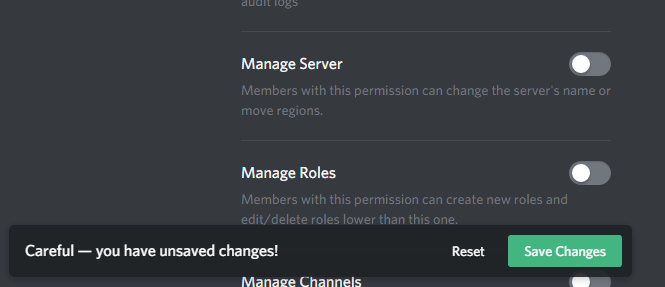 audit logs
Manage Server
Members with this permission can change the server's name or
move regions.
Manage Roles
Members with this permission can create new roles and
edit/delete roles lower than this one.
Careful — you have unsaved changes!
Reset
Save Changes
Manage Channels